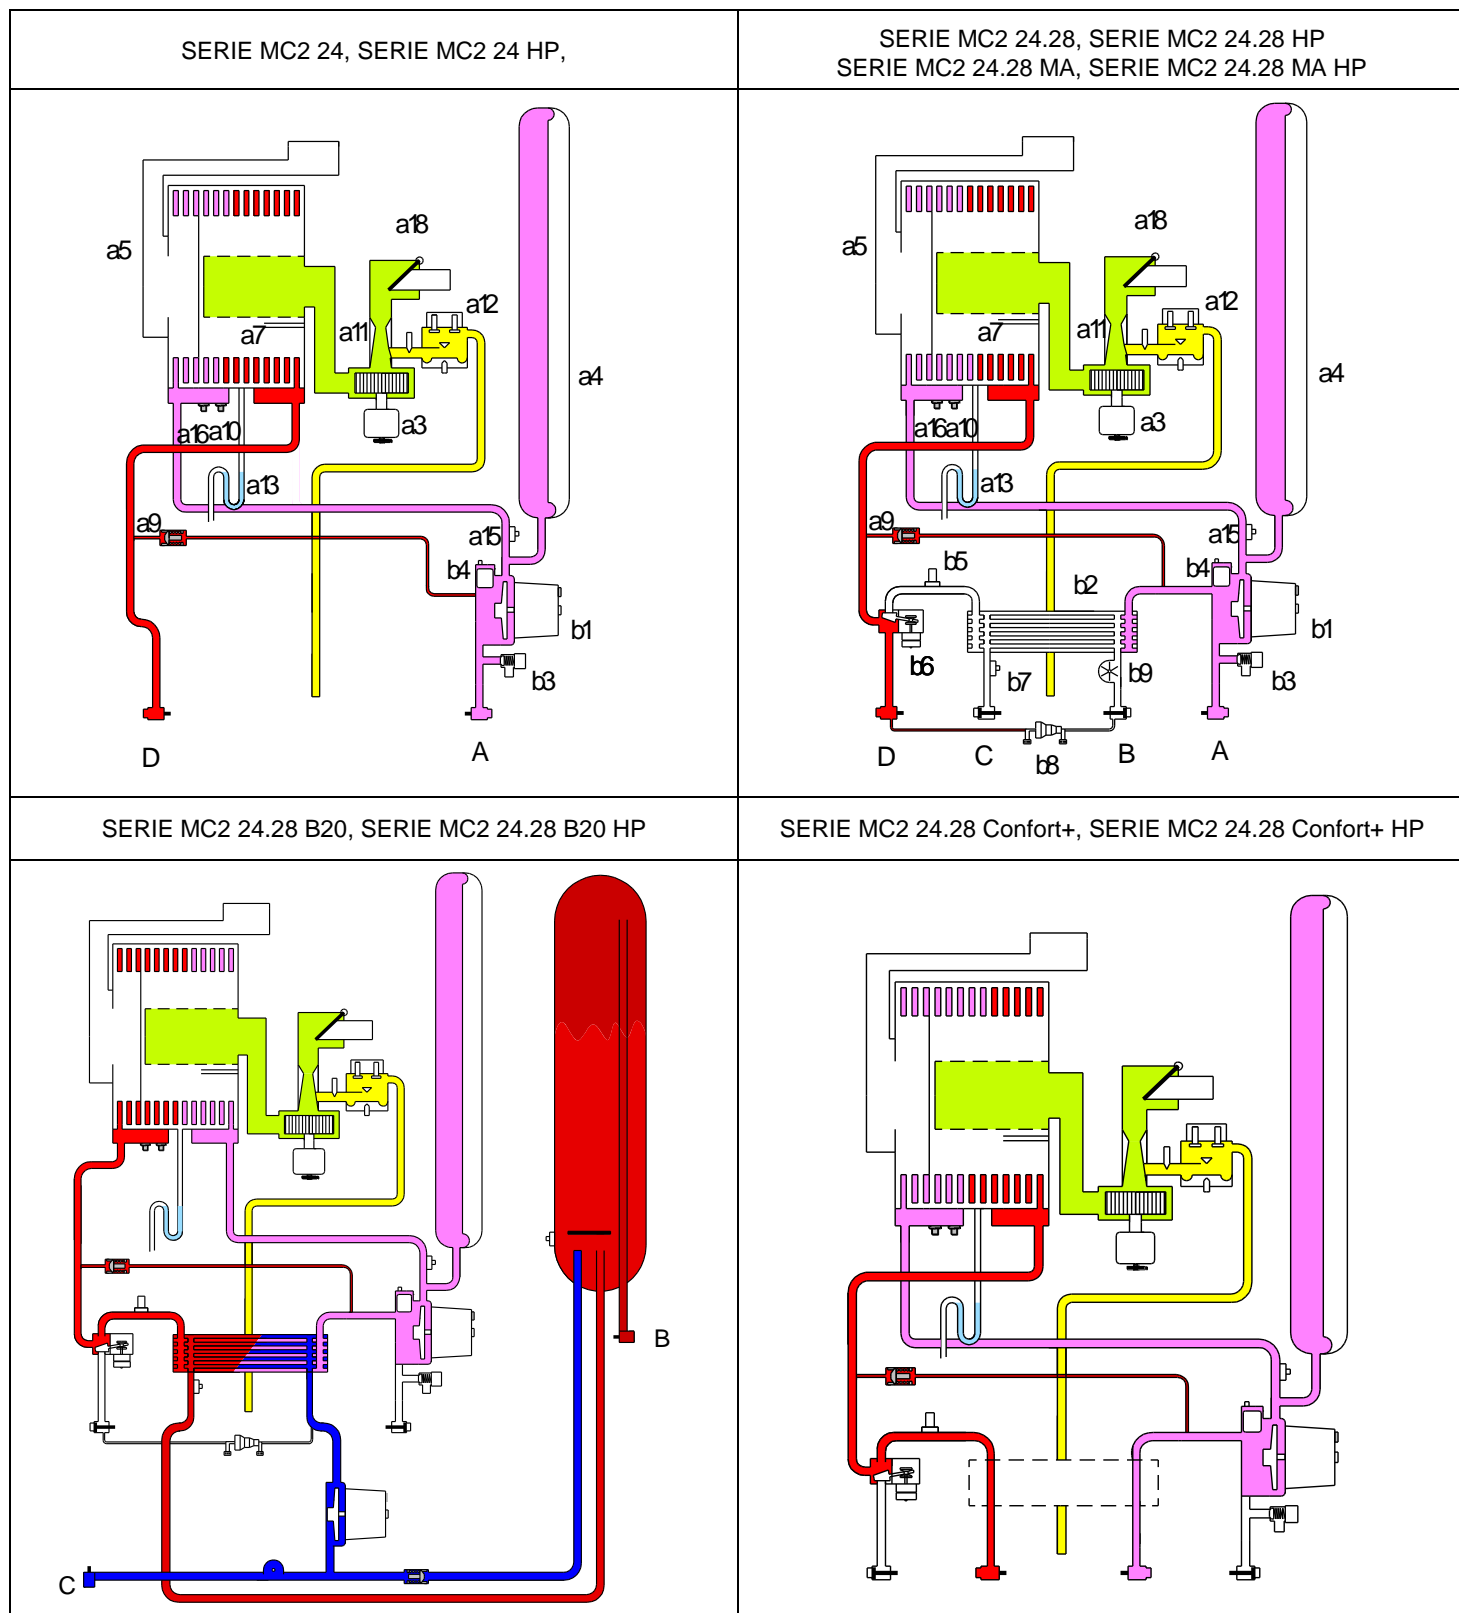 SERIE MC2 24, SERIE MC2 24 HP,
SERIE MC2 24.28, SERIE MC2 24.28 HP
SERIE MC2 24.28 MA, SERIE MC2 24.28 MA HP
a18
a5
a12
a7
a11
a4
a3
a16 a10
a13
a9
a15
b4
b1
b3
D
A
a18
a5
a12
a7
a11
a4
a3
a16 a10
a13
a9
a15
b5
b4
b2
b1
b6
b7
b9
b3
D
C
b8
B
A
SERIE MC2 24.28 B20, SERIE MC2 24.28 B20 HP
SERIE MC2 24.28 Confort+, SERIE MC2 24.28 Confort+ HP
B
C